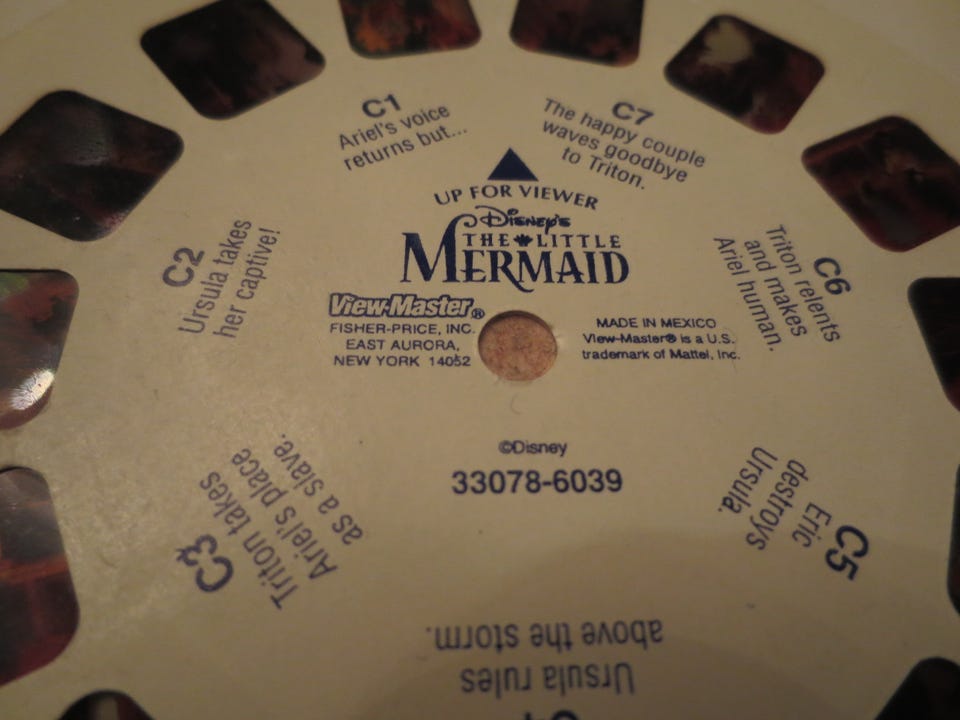 C1
Ariel's voice
returns but...
C7
The happy couple
waves goodbye
to Triton.
UP FOR VIEWER
DISNEY'S
THE LITTLE
MERMAID
C2
Ursula takes
her captive!
C6
Triton relents
and makes
Ariel human.
View-Master®
FISHER-PRICE, INC.
EAST AURORA,
NEW YORK 14052
MADE IN MEXICO
View-Master® is a U.S.
trademark of Mattel, Inc.
©Disney
33078-6039
C3
Triton takes
Ariel's place
as a slave.
C5
Eric
destroys
Ursula.
Ursula rules
above the storm.